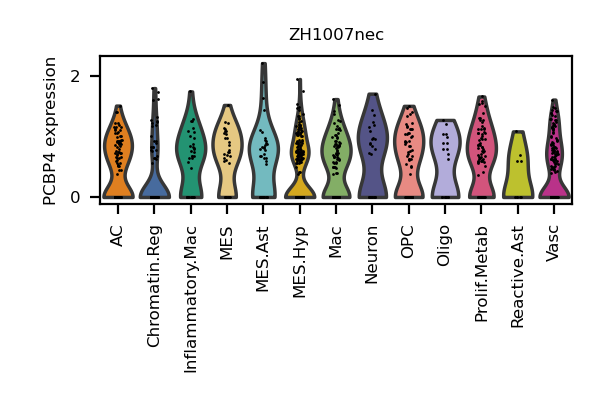 ZH1007nec
PCBP4 expression
2
0
AC
Chromatin.Reg
Inflammatory.Mac
MES
MES.Ast
MES.Hyp
Mac
Neuron
OPC
Oligo
Prolif.Metab
Reactive.Ast
Vasc